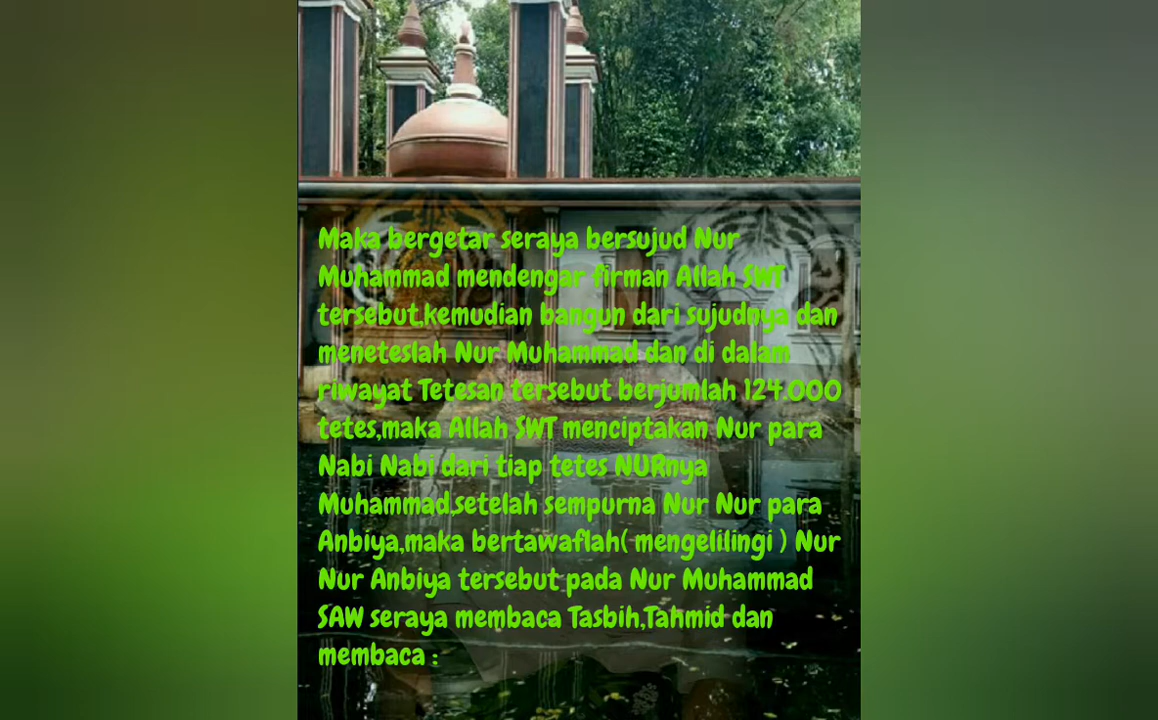 Maka bergetar seraya bersujud Nur
Muhammad mendengar firman Allah SWT
tersebut,kemudian bangun dari sujudnya dan
meneteslah Nur Muhammad dan di dalam
riwayat Tetesan tersebut berjumlah 124.000
tetes,maka Allah SWT menciptakan Nur para
Nabi Nabi dari tiap tetes NURnya
Muhammad,setelah sempurna Nur Nur para
Anbiya,maka bertawaflah( mengelilingi ) Nur
Nur Anbiya tersebut pada Nur Muhammad
SAW seraya membaca Tasbih,Tahmid dan
membaca :